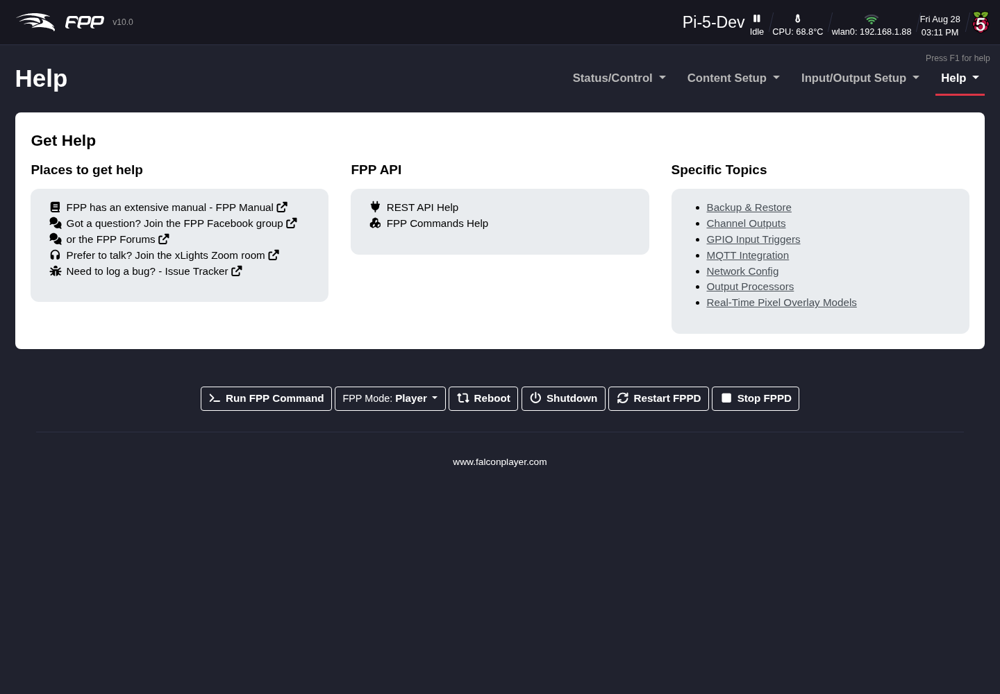 FPP v10.0
Pi-5-Dev
Idle
CPU: 68.8°C
wlan0: 192.168.1.88
Fri Aug 28
03:11 PM
5
Press F1 for help
Help
Status/Control
Content Setup
Input/Output Setup
Help
Get Help
Places to get help
FPP has an extensive manual - FPP Manual
Got a question? Join the FPP Facebook group
or the FPP Forums
Prefer to talk? Join the xLights Zoom room
Need to log a bug? - Issue Tracker
FPP API
REST API Help
FPP Commands Help
Specific Topics
Backup & Restore
Channel Outputs
GPIO Input Triggers
MQTT Integration
Network Config
Output Processors
Real-Time Pixel Overlay Models
Run FPP Command
FPP Mode: Player
Reboot
Shutdown
Restart FPPD
Stop FPPD
www.falconplayer.com